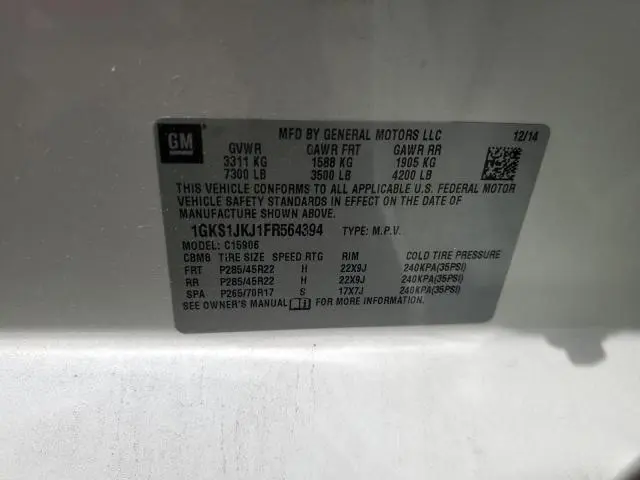 GM
MFD BY GENERAL MOTORS LLC 12/14
GVWR GAWR FRT GAWR RR
3311 KG 1588 KG 1905 KG
7300 LB 3500 LB 4200 LB
THIS VEHICLE CONFORMS TO ALL APPLICABLE U.S. FEDERAL MOTOR
VEHICLE SAFETY STANDARDS IN EFFECT ON THE DATE OF
MANUFACTURE SHOWN ABOVE.
1GKS1JKJ1FR564394 TYPE: M.P.V.
MODEL: C15906
CBM6 TIRE SIZE SPEED RTG RIM COLD TIRE PRESSURE
FRT P285/45R22 H 22X9J 240KPA(35PSI)
RR P285/45R22 H 22X9J 240KPA(35PSI)
SPA P265/70R17 S 17X7J 240KPA(35PSI)
SEE OWNER'S MANUAL FOR MORE INFORMATION.